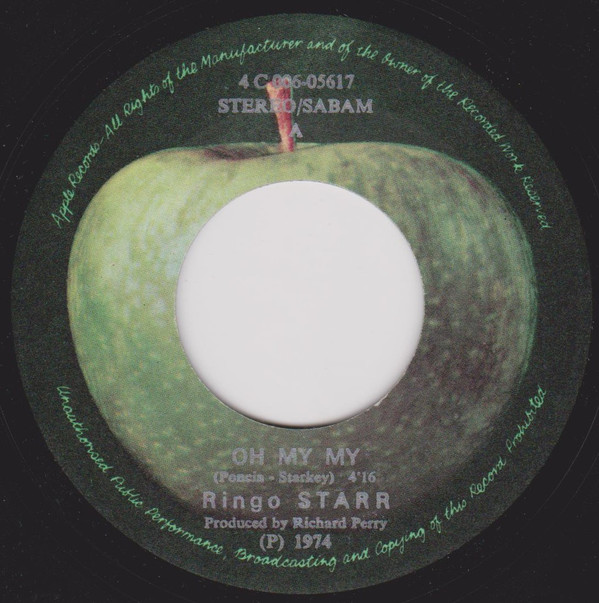 Apple Records-All Rights of the Manufacturer and of the Owner of the Recorded Work Reserved
4 C 006-05617
STEREO/SABAM
A
OH MY MY
(Poncia - Starkey) 4'16
Ringo STARR
Produced by Richard Perry
(P) 1974
Unauthorised Public Performance, Broadcasting and Copying of this Record Prohibited